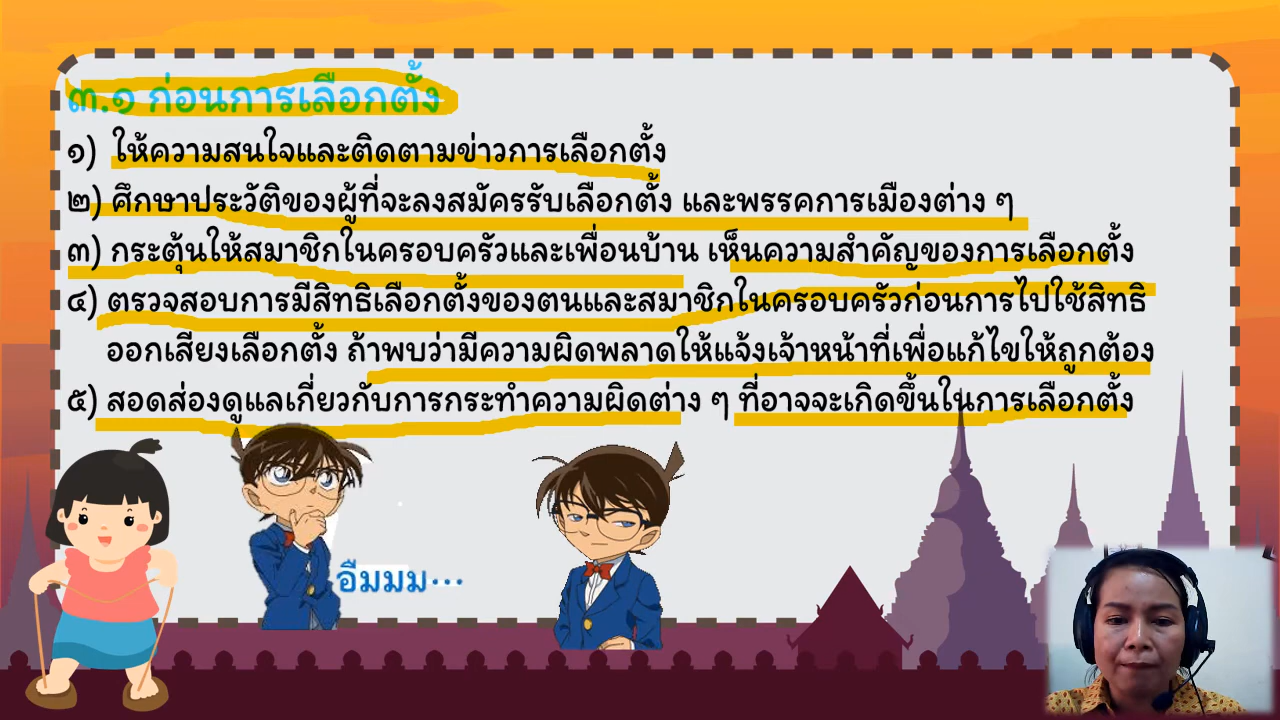 ๓.๑ ก่อนการเลือกตั้ง
๑) ให้ความสนใจและติดตามข่าวการเลือกตั้ง
๒) ศึกษาประวัติของผู้ที่จะลงสมัครรับเลือกตั้ง และพรรคการเมืองต่าง ๆ
๓) กระตุ้นให้สมาชิกในครอบครัวและเพื่อนบ้าน เห็นความสำคัญของการเลือกตั้ง
๔) ตรวจสอบการมีสิทธิเลือกตั้งของตนและสมาชิกในครอบครัวก่อนการไปใช้สิทธิ
ออกเสียงเลือกตั้ง ถ้าพบว่ามีความผิดพลาดให้แจ้งเจ้าหน้าที่เพื่อแก้ไขให้ถูกต้อง
๕) สอดส่องดูแลเกี่ยวกับการกระทำความผิดต่าง ๆ ที่อาจจะเกิดขึ้นในการเลือกตั้ง
อืมมม...